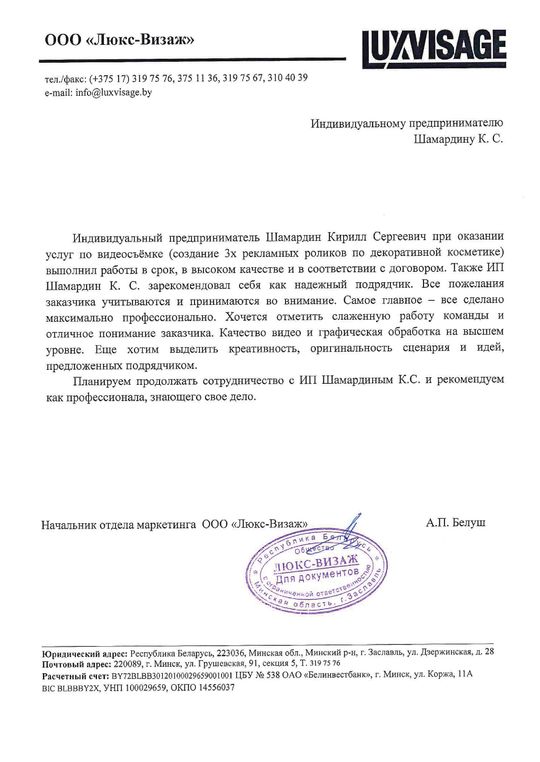 ООО «Люкс-Визаж»
LUXVISAGE
тел./факс: (+375 17) 319 75 76, 375 11 36, 319 75 67, 310 40 39
e-mail: info@luxvisage.by
Индивидуальному предпринимателю
Шамардину К. С.
Индивидуальный предприниматель Шамардин Кирилл Сергеевич при оказании
услуг по видеосъёмке (создание 3х рекламных роликов по декоративной косметике)
выполнил работы в срок, в высоком качестве и в соответствии с договором. Также ИП
Шамардин К. С. зарекомендовал себя как надежный подрядчик. Все пожелания
заказчика учитываются и принимаются во внимание. Самое главное – все сделано
максимально профессионально. Хочется отметить слаженную работу команды и
отличное понимание заказчика. Качество видео и графическая обработка на высшем
уровне. Еще хотим выделить креативность, оригинальность сценария и идей,
предложенных подрядчиком.
Планируем продолжать сотрудничество с ИП Шамардиным К.С. и рекомендуем
как профессионала, знающего свое дело.
Начальник отдела маркетинга ООО «Люкс-Визаж»
А.П. Белуш
Республика Беларусь
Общество
ЛЮКС-ВИЗАЖ
Для документов
с ограниченной ответственностью
Минская область, г. Заславль
Юридический адрес: Республика Беларусь, 223036, Минская обл., Минский р-н, г. Заславль, ул. Дзержинская, д. 28
Почтовый адрес: 220089, г. Минск, ул. Грушевская, 91, секция 5, Т. 319 75 76
Расчетный счет: BY72BLBB30120100029659001001 ЦБУ № 538 ОАО «Белинвестбанк», г. Минск, ул. Коржа, 11А
BIC BLBBBY2X, УНП 100029659, ОКПО 14556037